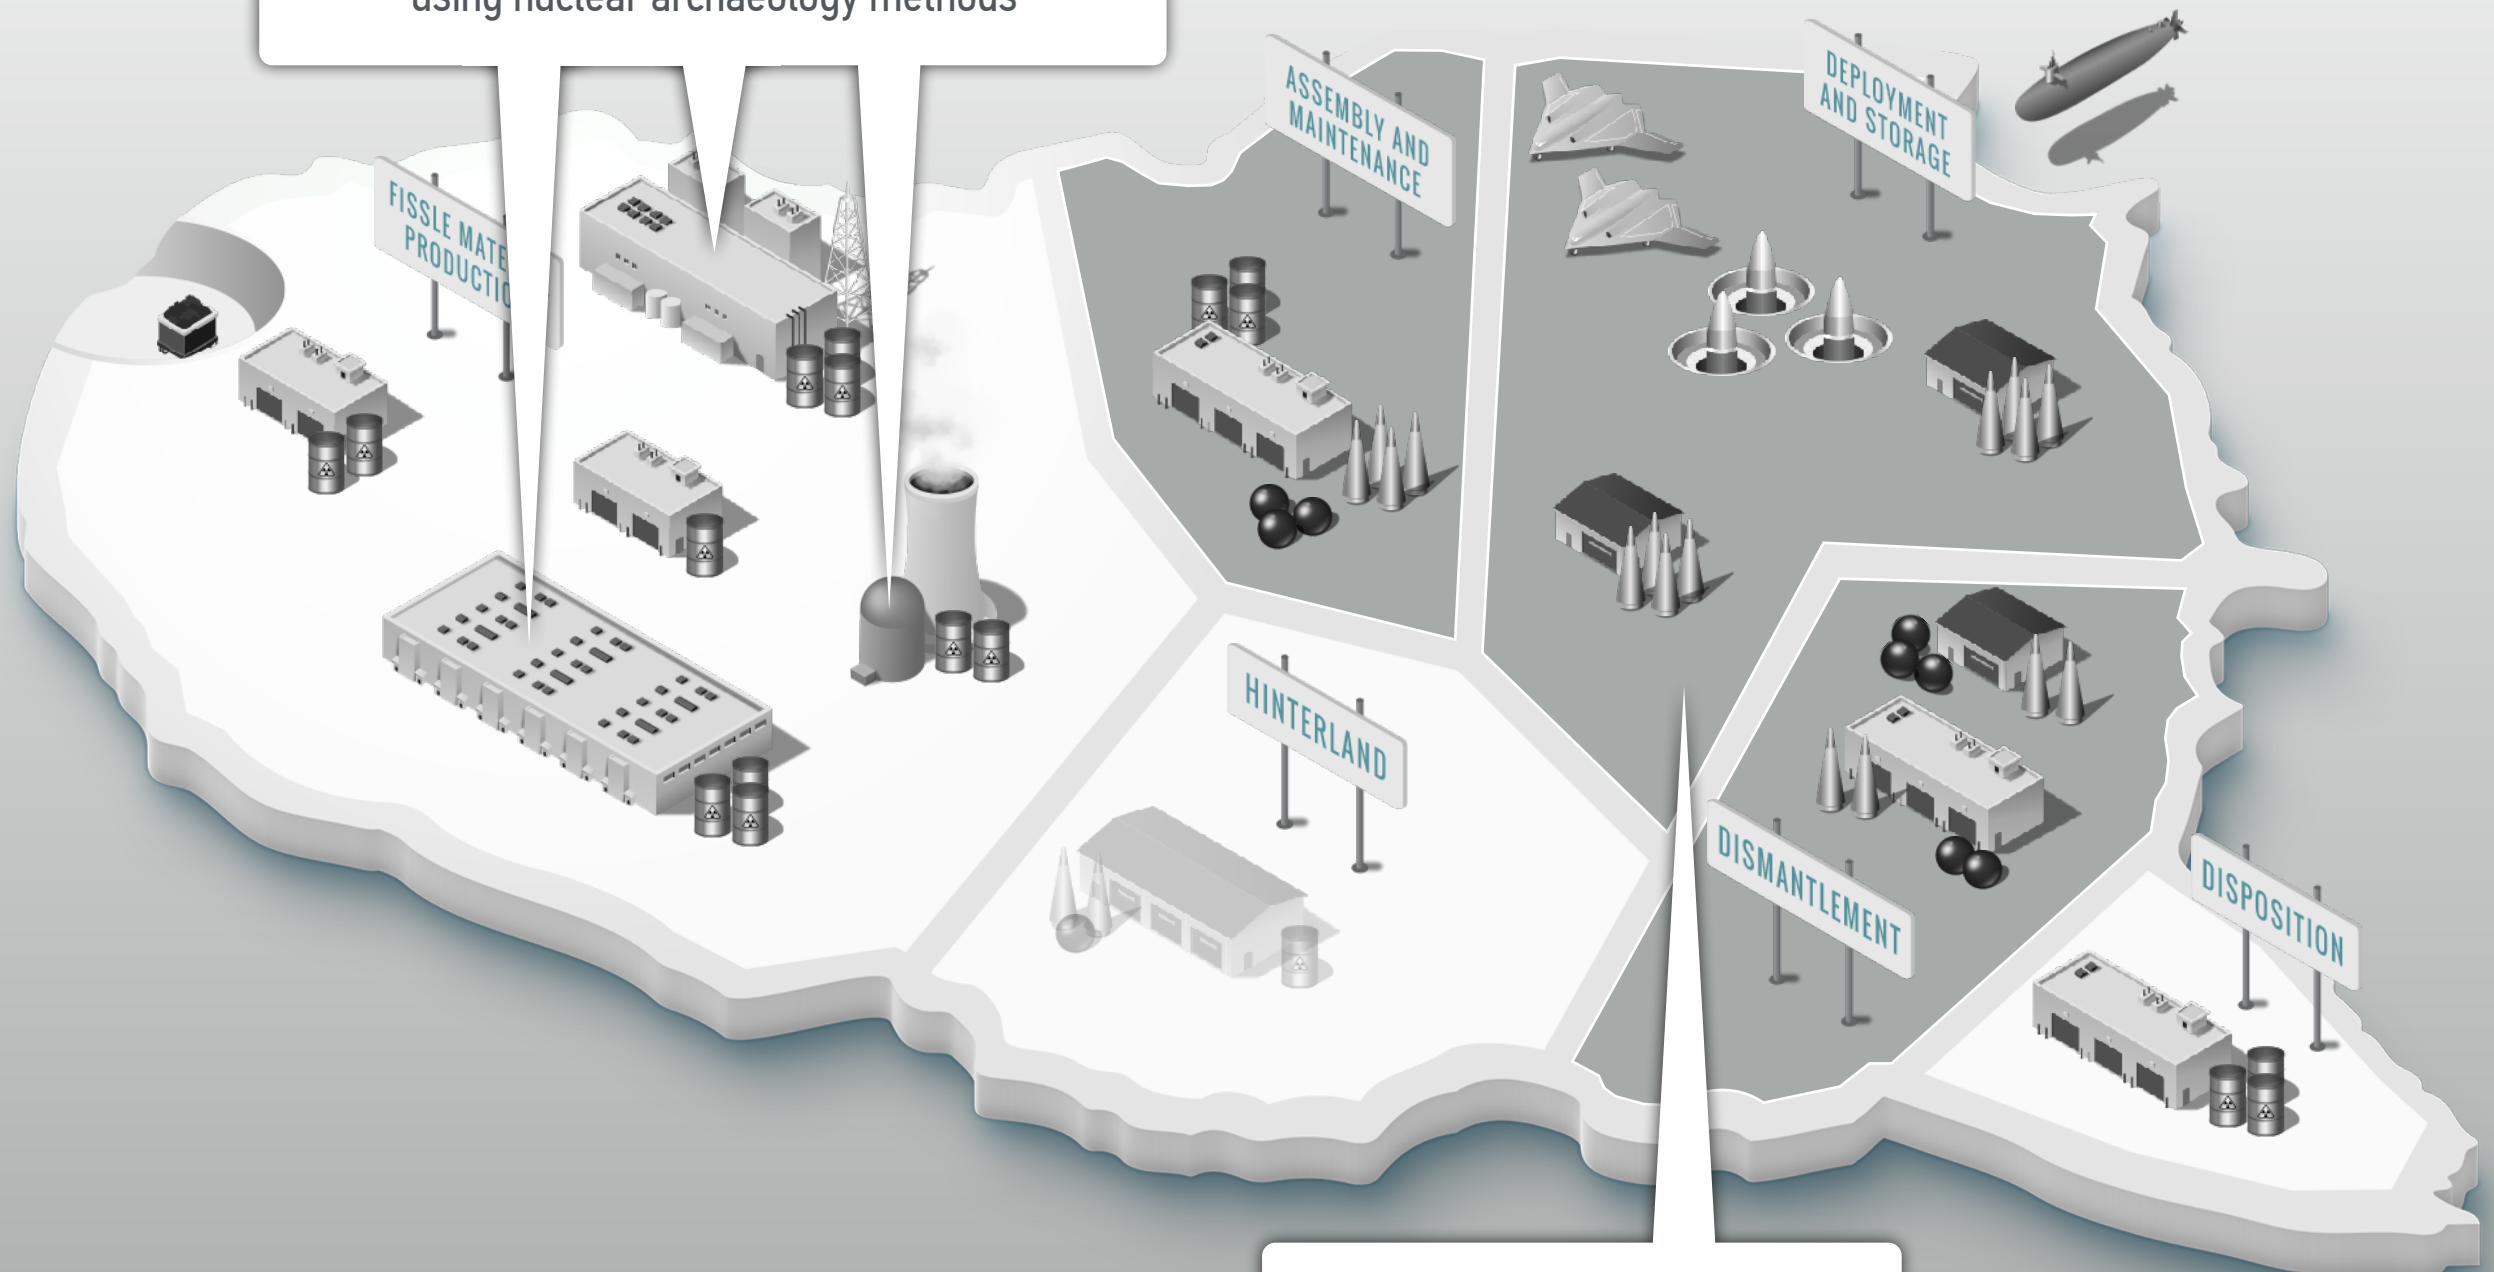 using nuclear archaeology methods
ASSEMBLY AND
MAINTENANCE
DEPLOYMENT
AND STORAGE
FISSLE MATE
PRODUCTIO
HINTERLAND
DISMANTLEMENT
DISPOSITION